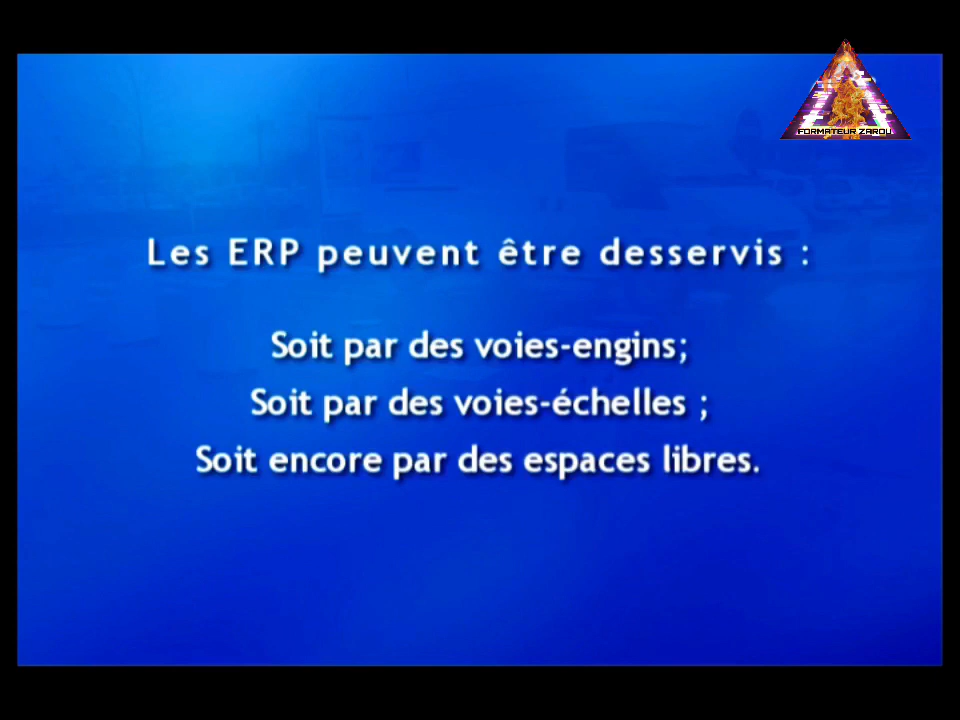 FORMATEUR ZAROU
Les ERP peuvent être desservis :
Soit par des voies-engins;
Soit par des voies-échelles ;
Soit encore par des espaces libres.